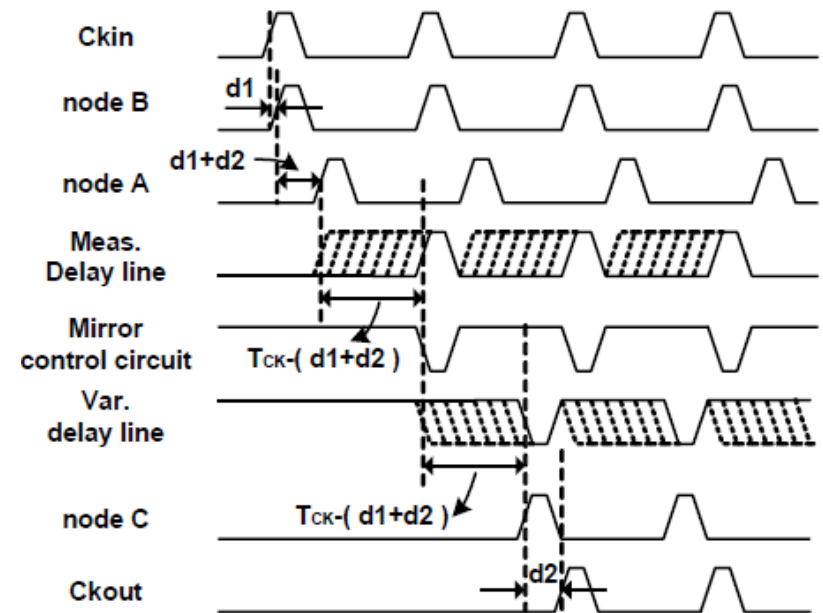 Ckin
node B
d1
d1+d2
node A
Meas.
Delay line
Mirror
control circuit
TCK-( d1+d2 )
Var.
delay line
node C
TCK-( d1+d2 )
d2
Ckout